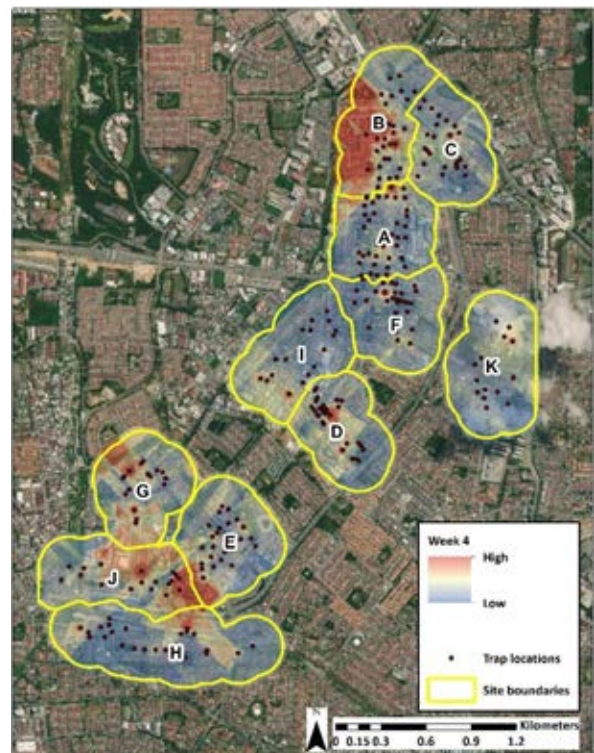 B
C
A
F
I
K
D
G
E
J
H
Week 4
High
Low
Trap locations
Site boundaries
N
Kilometers
0 0.15 0.3 0.6 0.9 1.2